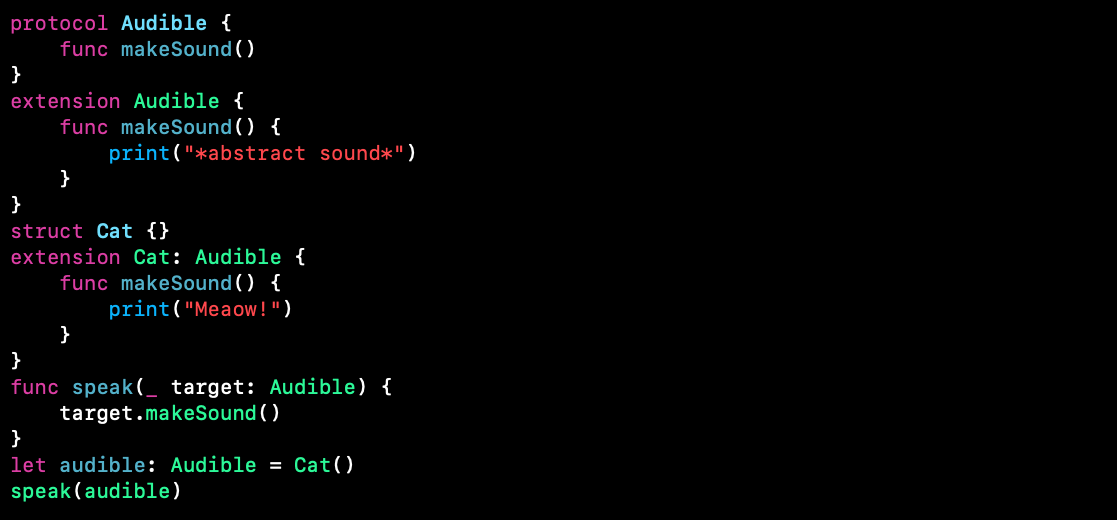 protocol Audible {
    func makeSound()
}
extension Audible {
    func makeSound() {
        print("*abstract sound*")
    }
}
struct Cat {}
extension Cat: Audible {
    func makeSound() {
        print("Meaow!")
    }
}
func speak(_ target: Audible) {
    target.makeSound()
}
let audible: Audible = Cat()
speak(audible)